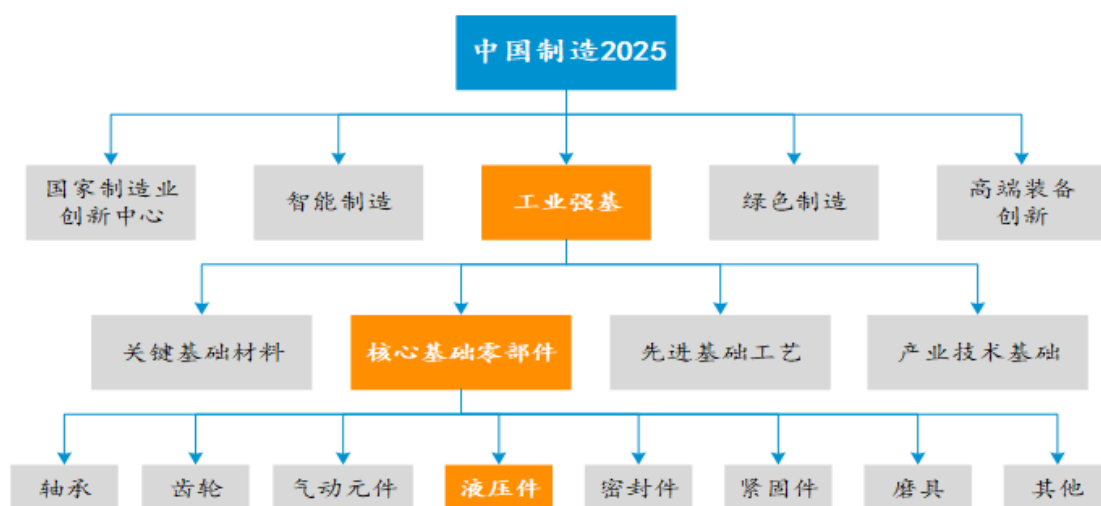 中国制造2025
国家制造业
创新中心
智能制造
工业强基
绿色制造
高端装备
创新
关键基础材料
核心基础零部件
先进基础工艺
产业技术基础
轴承
齿轮
气动元件
液压件
密封件
紧固件
磨具
其他